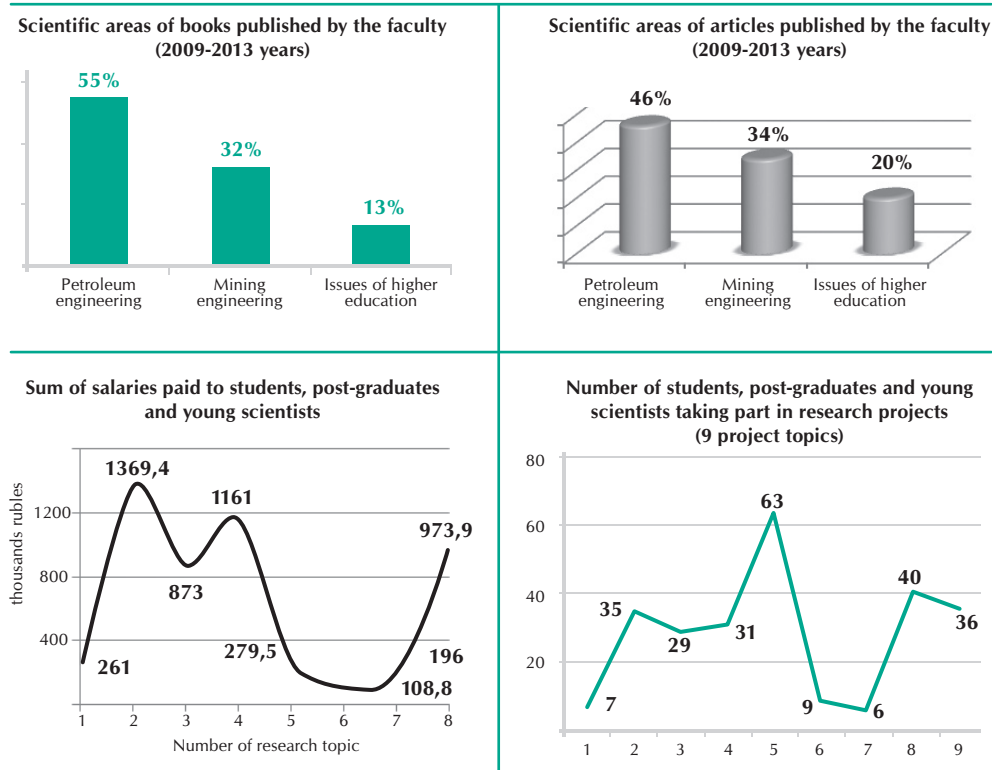 Scientific areas of books published by the faculty
(2009-2013 years)
55%
32%
13%
Petroleum
engineering
Mining
engineering
Issues of higher
education
Scientific areas of articles published by the faculty
(2009-2013 years)
46%
34%
20%
Petroleum
engineering
Mining
engineering
Issues of higher
education
Sum of salaries paid to students, post-graduates
and young scientists
thousands rubles
1200
800
400
1369,4
1161
973,9
873
279,5
261
196
108,8
1 2 3 4 5 6 7 8
Number of research topic
Number of students, post-graduates and young
scientists taking part in research projects
(9 project topics)
80
60
40
20
63
35
29
31
40
36
7
9
6
1 2 3 4 5 6 7 8 9